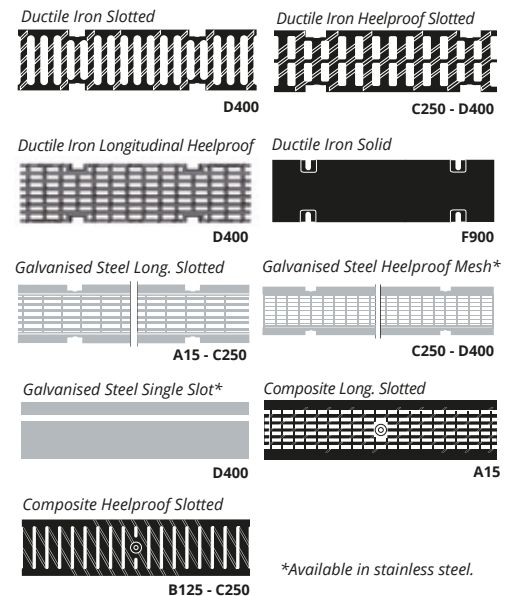 Ductile Iron Slotted
D400
Ductile Iron Heelproof Slotted
C250 - D400
Ductile Iron Longitudinal Heelproof
D400
Ductile Iron Solid
F900
Galvanised Steel Long. Slotted
A15 - C250
Galvanised Steel Heelproof Mesh*
C250 - D400
Galvanised Steel Single Slot*
D400
Composite Long. Slotted
A15
Composite Heelproof Slotted
B125 - C250
*Available in stainless steel.